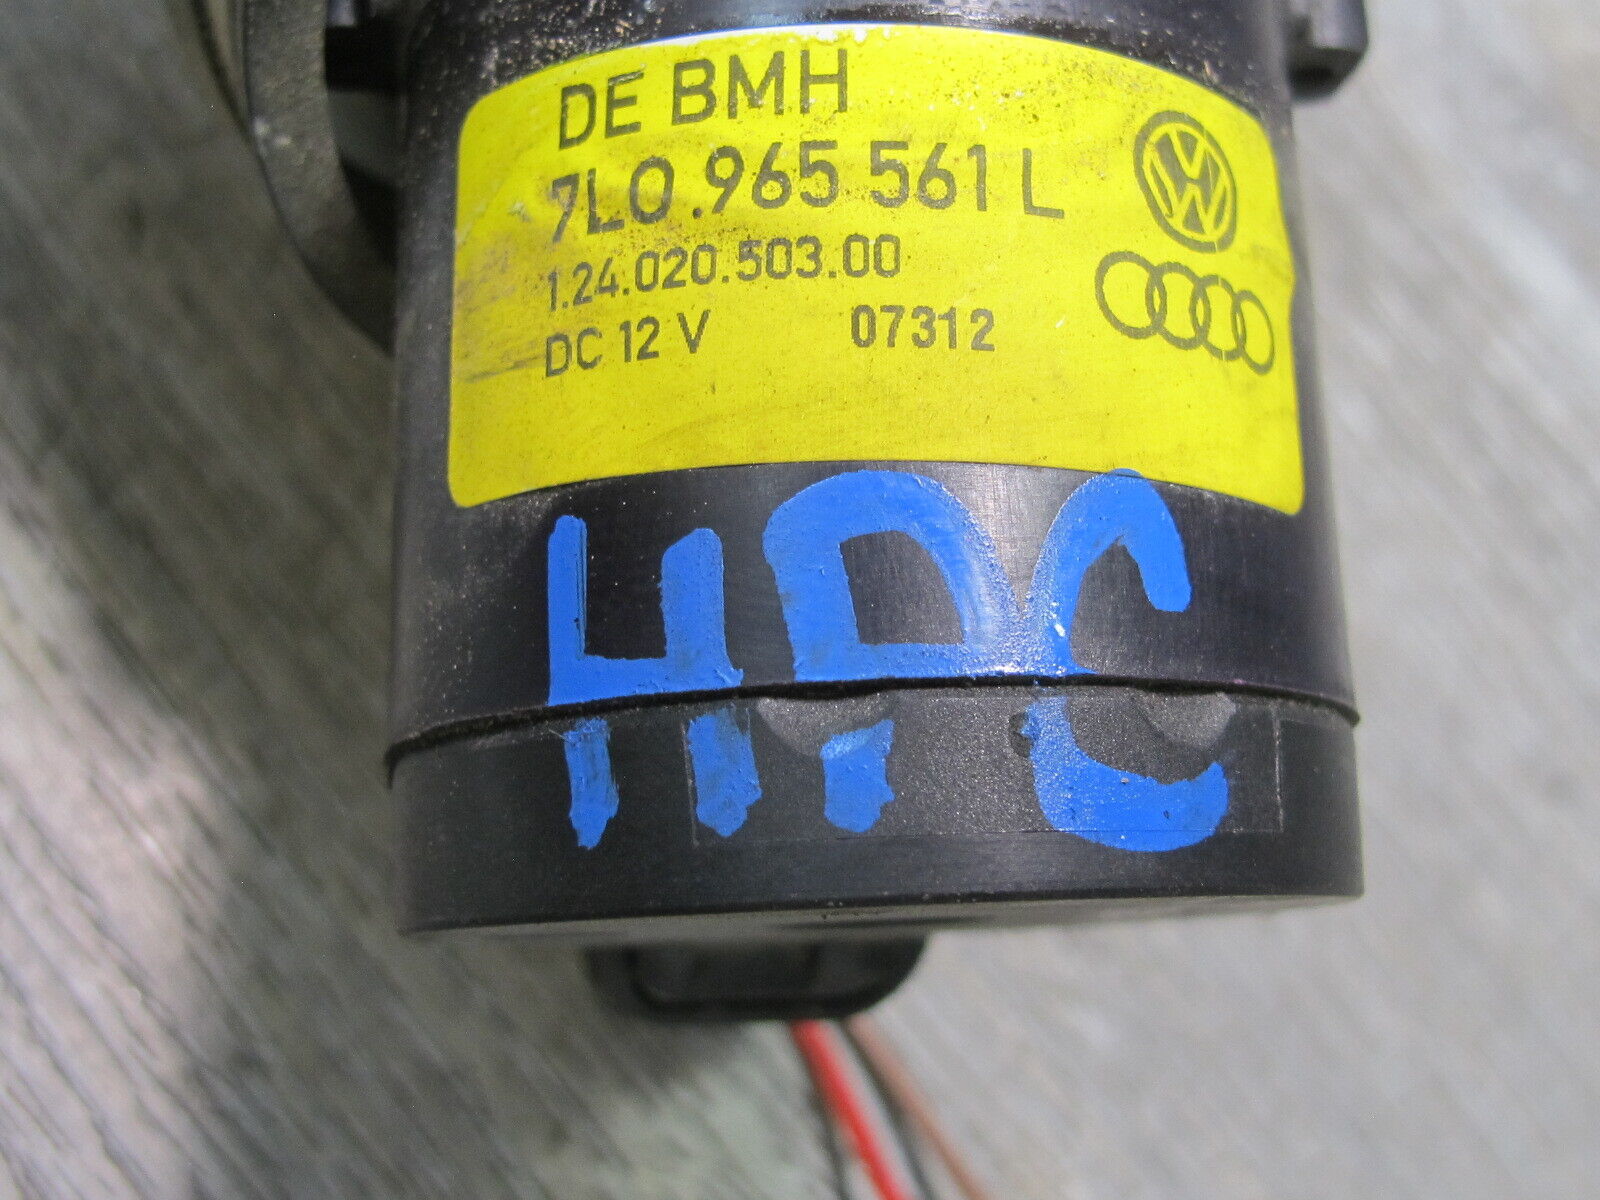 DE BMH
7L0.965 561 L
1.24.020.503.00
DC 12 V 07312
HPC